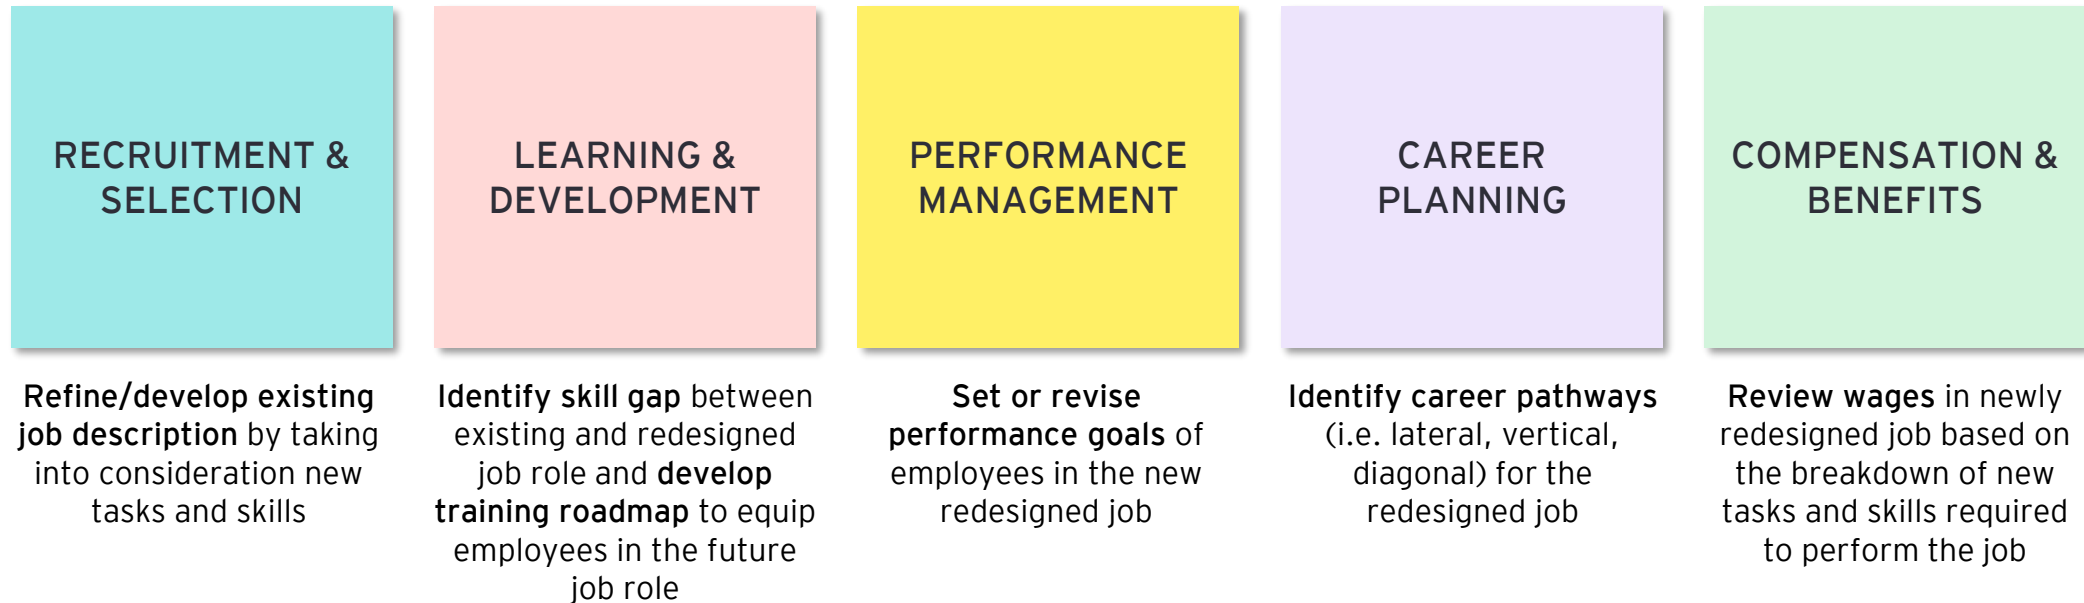 RECRUITMENT &
SELECTION
Refine/develop existing
job description by taking
into consideration new
tasks and skills
LEARNING &
DEVELOPMENT
Identify skill gap between
existing and redesigned
job role and develop
training roadmap to equip
employees in the future
job role
PERFORMANCE
MANAGEMENT
Set or revise
performance goals of
employees in the new
redesigned job
CAREER
PLANNING
Identify career pathways
(i.e. lateral, vertical,
diagonal) for the
redesigned job
COMPENSATION &
BENEFITS
Review wages in newly
redesigned job based on
the breakdown of new
tasks and skills required
to perform the job